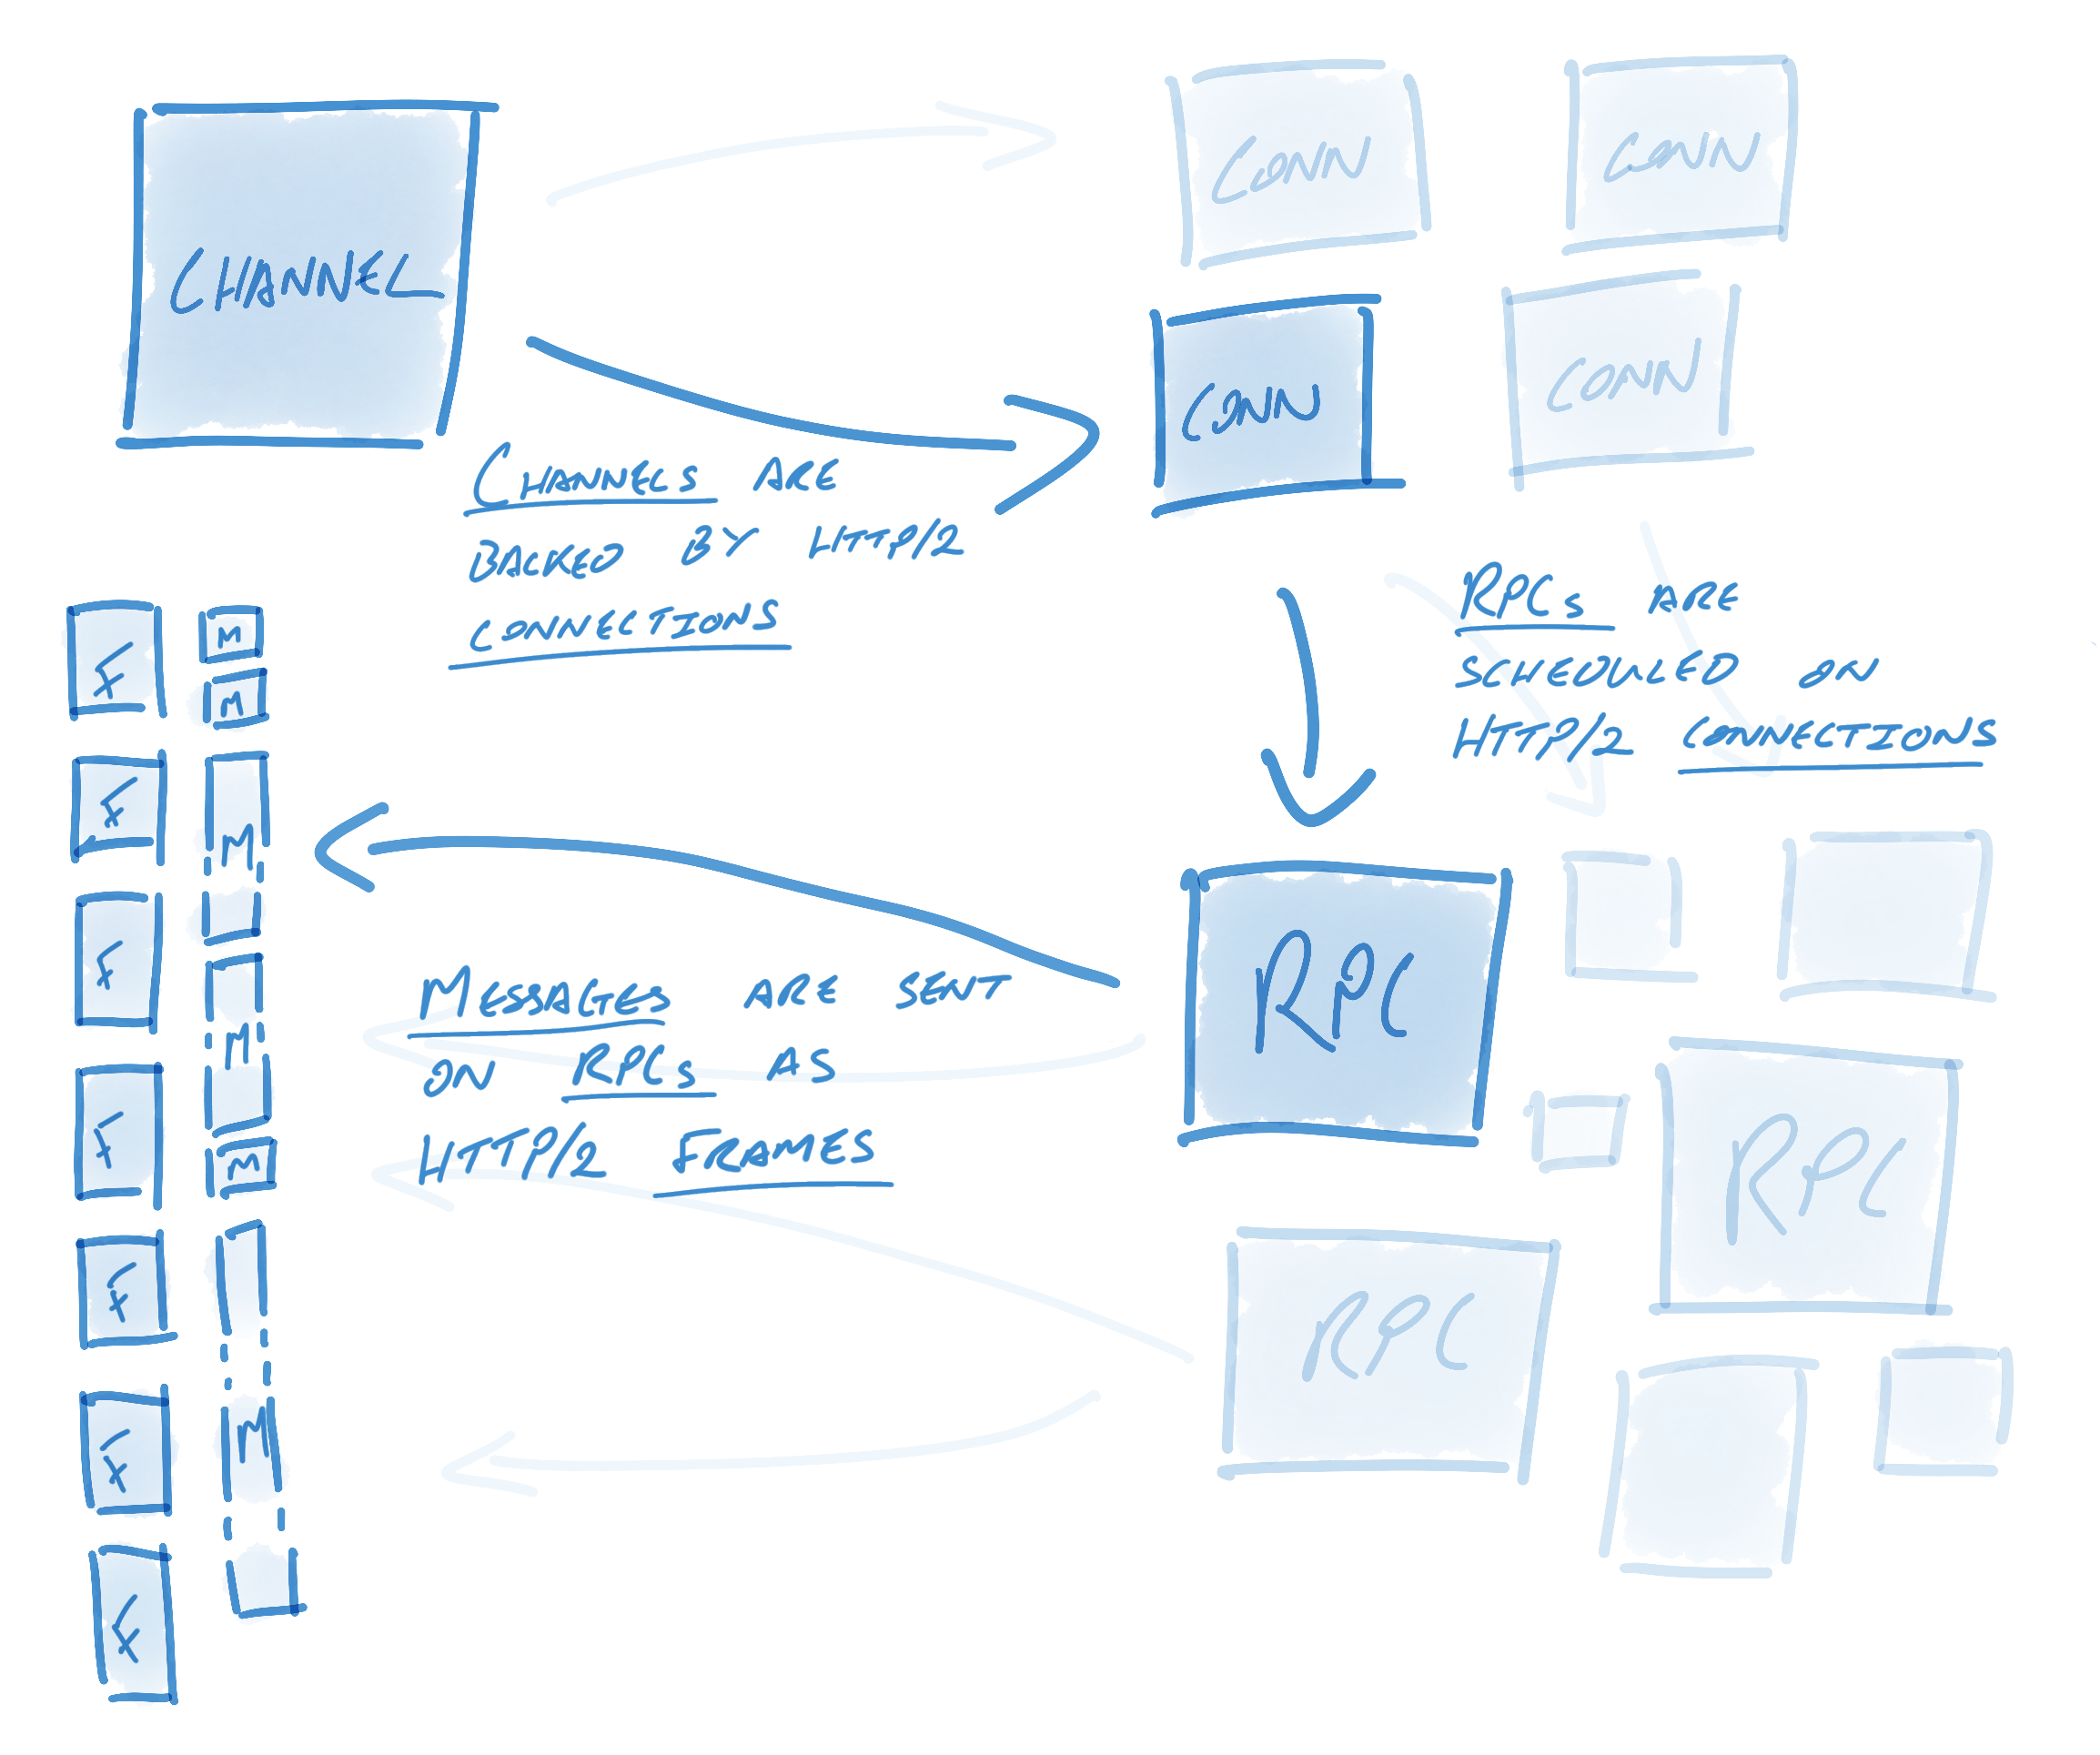 CHANNEL
CONN
CONN
CONN
CONN
CHANNELS ARE
BACKED BY HTTP/2
CONNECTIONS
RPCs ARE
SCHEDULED ON
HTTP/2 CONNECTIONS
RPC
RPC
RPC
MESSAGES ARE SENT
ON RPCs AS
HTTP/2 FRAMES
F
F
F
F
F
F
F
M
M
M
M
M
M